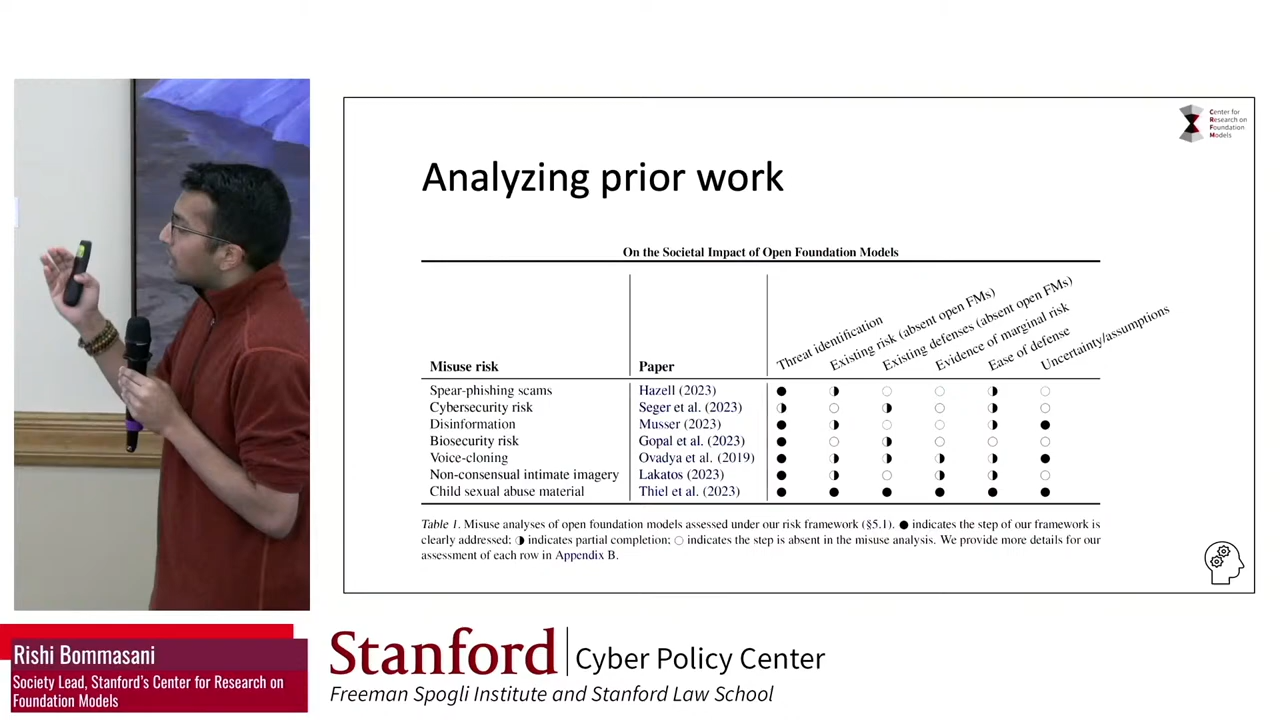 Center for
Research on
Foundation
Models
Analyzing prior work
On the Societal Impact of Open Foundation Models
Misuse risk Paper Threat identification Existing risk (absent open FMs) Existing defenses (absent open FMs) Evidence of marginal risk Ease of defense Uncertainty/assumptions
Spear-phishing scams Hazell (2023) ● ◑ ○ ○ ◑ ○
Cybersecurity risk Seger et al. (2023) ◑ ○ ◑ ○ ◑ ○
Disinformation Musser (2023) ● ◑ ○ ○ ◑ ●
Biosecurity risk Gopal et al. (2023) ● ○ ◑ ○ ○ ○
Voice-cloning Ovadya et al. (2019) ● ◑ ◑ ◑ ◑ ●
Non-consensual intimate imagery Lakatos (2023) ● ◑ ○ ◑ ◑ ○
Child sexual abuse material Thiel et al. (2023) ● ● ● ● ● ●
Table 1. Misuse analyses of open foundation models assessed under our risk framework (§5.1). ● indicates the step of our framework is
clearly addressed; ◑ indicates partial completion; ○ indicates the step is absent in the misuse analysis. We provide more details for our
assessment of each row in Appendix B.
Rishi Bommasani
Society Lead, Stanford's Center for Research on
Foundation Models
Stanford Cyber Policy Center
Freeman Spogli Institute and Stanford Law School